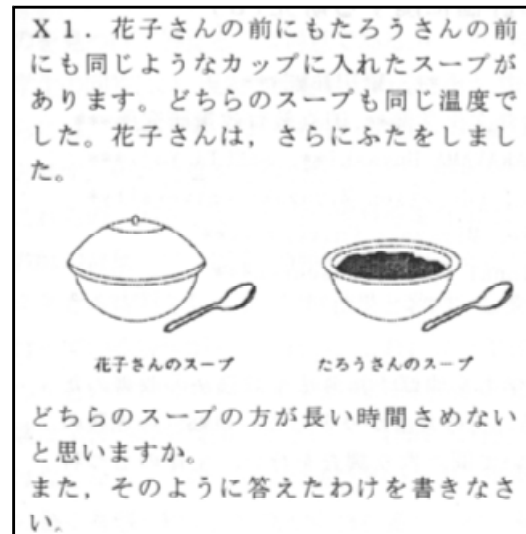 X1．花子さんの前にもたろうさんの前
にも同じようなカップに入れたスープが
あります。どちらのスープも同じ温度で
した。花子さんは，さらにふたをしまし
た。
花子さんのスープ
たろうさんのスープ
どちらのスープの方が長い時間さめない
と思いますか。
また，そのように答えたわけを書きなさ
い。